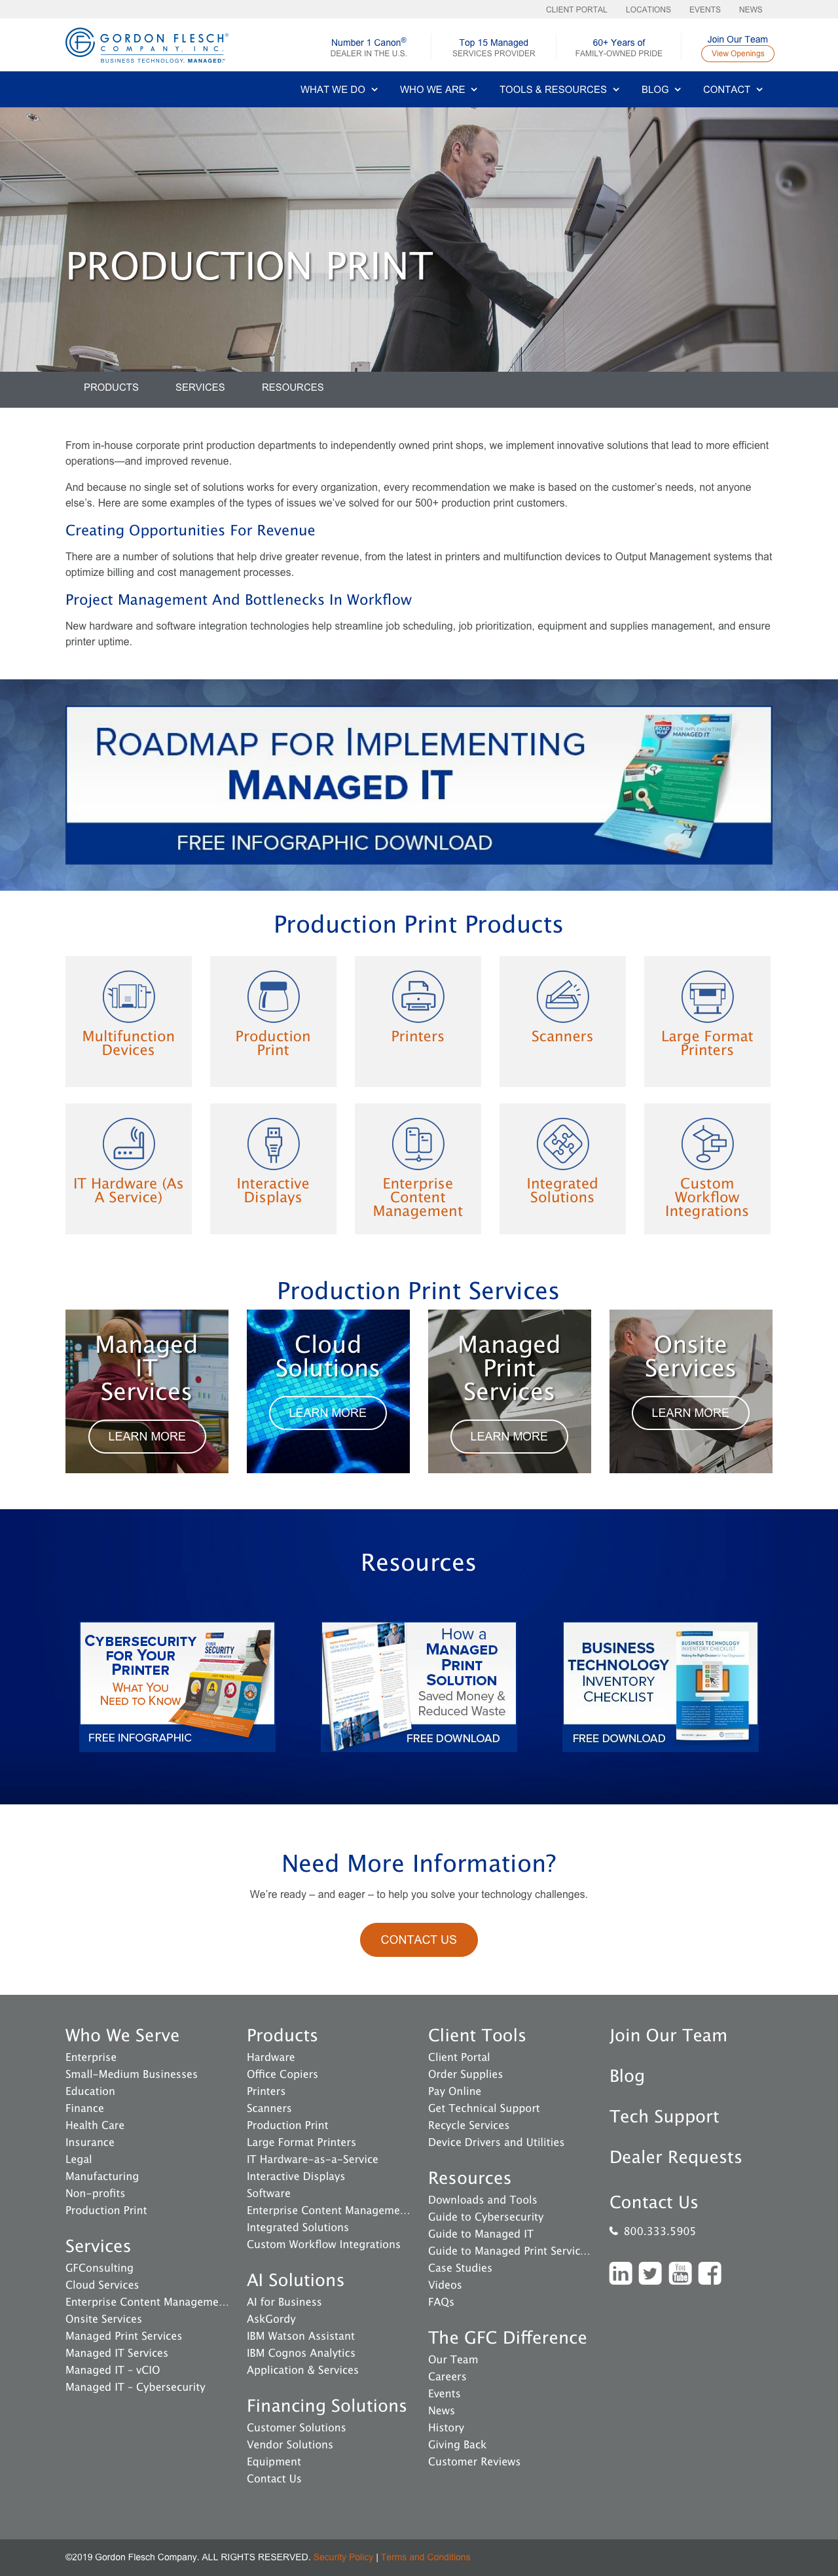 CLIENT PORTAL LOCATIONS EVENTS NEWS
GORDON FLESCH®
COMPANY, INC.
BUSINESS TECHNOLOGY. MANAGED.
Number 1 Canon®
DEALER IN THE U.S.
Top 15 Managed
SERVICES PROVIDER
60+ Years of
FAMILY-OWNED PRIDE
Join Our Team
View Openings
WHAT WE DO WHO WE ARE TOOLS & RESOURCES BLOG CONTACT
PRODUCTION PRINT
PRODUCTS SERVICES RESOURCES
From in-house corporate print production departments to independently owned print shops, we implement innovative solutions that lead to more efficient
operations—and improved revenue.
And because no single set of solutions works for every organization, every recommendation we make is based on the customer's needs, not anyone
else's. Here are some examples of the types of issues we've solved for our 500+ production print customers.
Creating Opportunities For Revenue
There are a number of solutions that help drive greater revenue, from the latest in printers and multifunction devices to Output Management systems that
optimize billing and cost management processes.
Project Management And Bottlenecks In Workflow
New hardware and software integration technologies help streamline job scheduling, job prioritization, equipment and supplies management, and ensure
printer uptime.
ROADMAP FOR IMPLEMENTING
MANAGED IT
FREE INFOGRAPHIC DOWNLOAD
Production Print Products
Multifunction
Devices
Production
Print
Printers
Scanners
Large Format
Printers
IT Hardware (As
A Service)
Interactive
Displays
Enterprise
Content
Management
Integrated
Solutions
Custom
Workflow
Integrations
Production Print Services
Managed
IT
Services
LEARN MORE
Cloud
Solutions
LEARN MORE
Managed
Print
Services
LEARN MORE
Onsite
Services
LEARN MORE
Resources
CYBERSECURITY
FOR YOUR
PRINTER
WHAT YOU
NEED TO KNOW
FREE INFOGRAPHIC
How a
MANAGED
PRINT
SOLUTION
Saved Money &
Reduced Waste
FREE DOWNLOAD
BUSINESS
TECHNOLOGY
INVENTORY
CHECKLIST
BUSINESS TECHNOLOGY
INVENTORY CHECKLIST
FREE DOWNLOAD
Need More Information?
We're ready – and eager – to help you solve your technology challenges.
CONTACT US
Who We Serve
Enterprise
Small-Medium Businesses
Education
Finance
Health Care
Insurance
Legal
Manufacturing
Non-profits
Production Print
Services
GFConsulting
Cloud Services
Enterprise Content Manageme...
Onsite Services
Managed Print Services
Managed IT Services
Managed IT - vCIO
Managed IT - Cybersecurity
Products
Hardware
Office Copiers
Printers
Scanners
Production Print
Large Format Printers
IT Hardware-as-a-Service
Interactive Displays
Software
Enterprise Content Manageme...
Integrated Solutions
Custom Workflow Integrations
AI Solutions
AI for Business
AskGordy
IBM Watson Assistant
IBM Cognos Analytics
Application & Services
Financing Solutions
Customer Solutions
Vendor Solutions
Equipment
Contact Us
Client Tools
Client Portal
Order Supplies
Pay Online
Get Technical Support
Recycle Services
Device Drivers and Utilities
Resources
Downloads and Tools
Guide to Cybersecurity
Guide to Managed IT
Guide to Managed Print Servic...
Case Studies
Videos
FAQs
The GFC Difference
Our Team
Careers
Events
News
History
Giving Back
Customer Reviews
Join Our Team
Blog
Tech Support
Dealer Requests
Contact Us
800.333.5905
©2019 Gordon Flesch Company. ALL RIGHTS RESERVED. Security Policy | Terms and Conditions